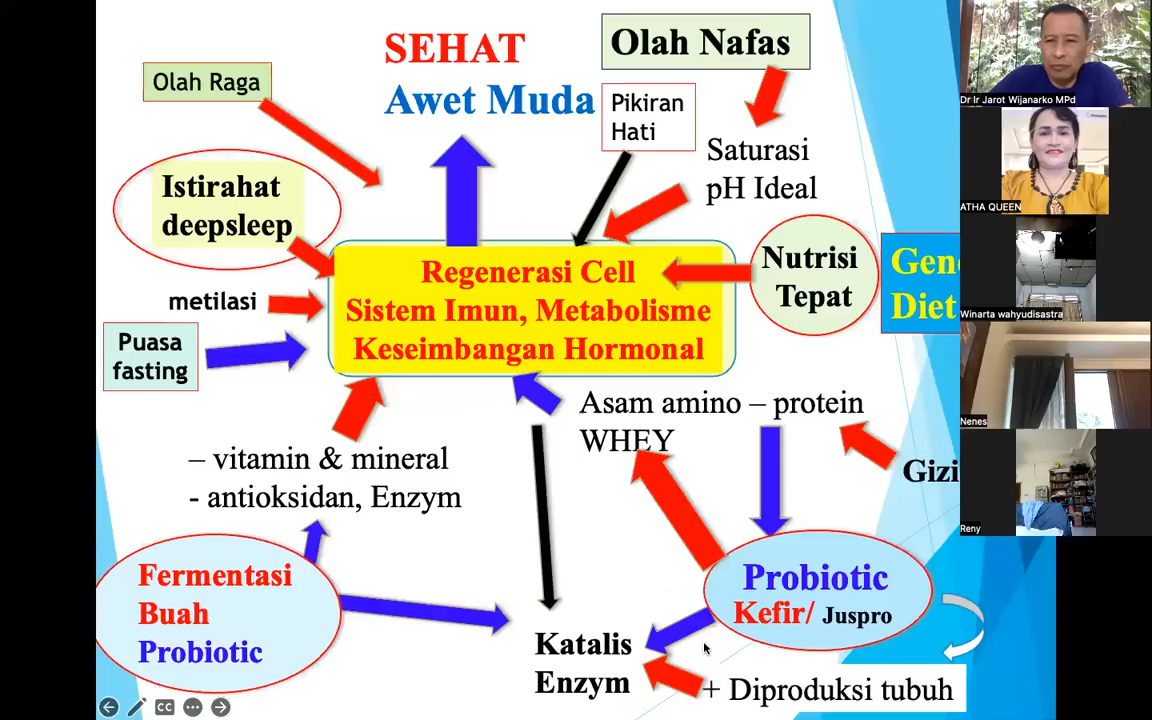 SEHAT
Awet Muda
Olah Nafas
Olah Raga
Pikiran
Hati
Saturasi
pH Ideal
Istirahat
deepsleep
Regenerasi Cell
Sistem Imun, Metabolisme
Keseimbangan Hormonal
Nutrisi
Tepat
Diet
metilasi
Puasa
fasting
Asam amino – protein
WHEY
Gizi
– vitamin & mineral
- antioksidan, Enzym
Fermentasi
Buah
Probiotic
Probiotic
Kefir/ Juspro
Katalis
Enzym
+ Diproduksi tubuh
CC
Dr Ir Jarot Wijanarko MPd
ATHA QUEEN
Winarta wahyudisastra
Nenes
Reny